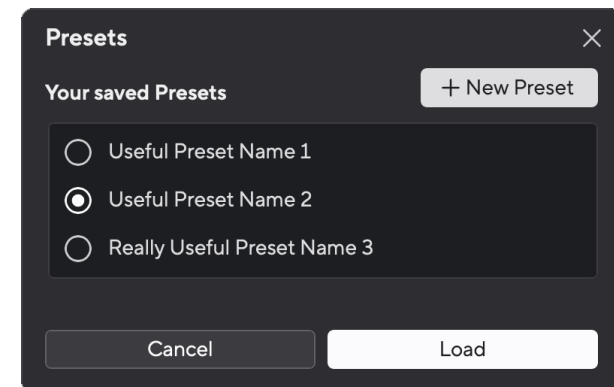 Presets
Your saved Presets
+ New Preset
Useful Preset Name 1
Useful Preset Name 2
Really Useful Preset Name 3
Cancel
Load